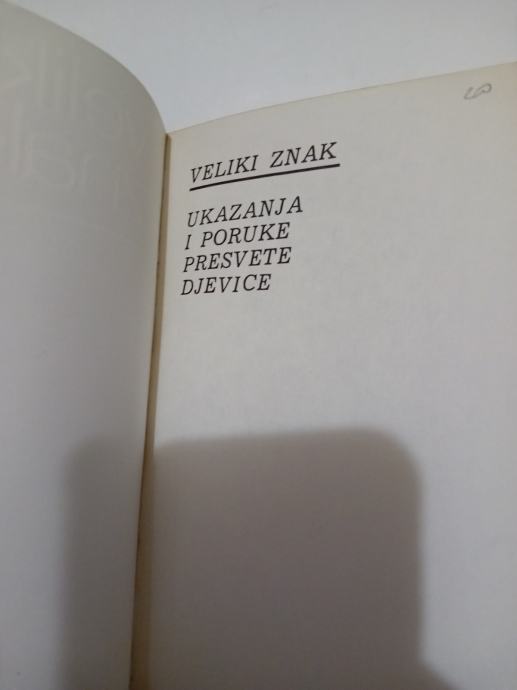 VELIKI ZNAK
UKAZANJA
I PORUKE
PRESVETE
DJEVICE